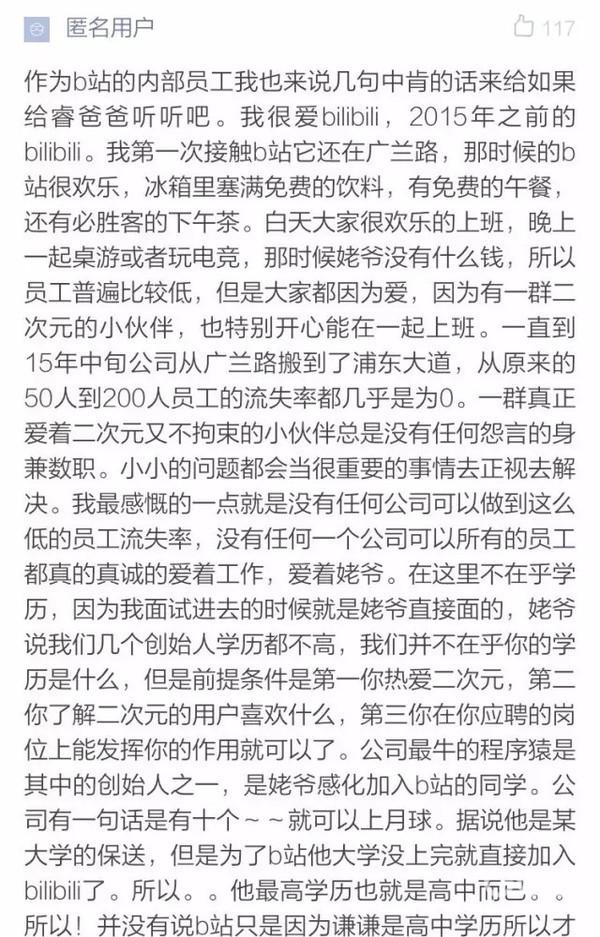 匿名用户
117
作为b站的内部员工我也来说几句中肯的话来给如果
给睿爸爸听听吧。我很爱bilibili，2015年之前的
bilibili。我第一次接触b站它还在广兰路，那时候的b
站很欢乐，冰箱里塞满免费的饮料，有免费的午餐，
还有必胜客的下午茶。白天大家很欢乐的上班，晚上
一起桌游或者玩电竞，那时候姥爷没有什么钱，所以
员工普遍比较低，但是大家都因为爱，因为有一群二
次元的小伙伴，也特别开心能在一起上班。一直到
15年中旬公司从广兰路搬到了浦东大道，从原来的
50人到200人员工的流失率都几乎是为0。一群真正
爱着二次元又不拘束的小伙伴总是没有任何怨言的身
兼数职。小小的问题都会当很重要的事情去正视去解
决。我最感慨的一点就是没有任何公司可以做到这么
低的员工流失率，没有任何一个公司可以所有的员工
都真的真诚的爱着工作，爱着姥爷。在这里不在乎学
历，因为我面试进去的时候就是姥爷直接面的，姥爷
说我们几个创始人学历都不高，我们并不在乎你的学
历是什么，但是前提条件是第一你热爱二次元，第二
你了解二次元的用户喜欢什么，第三你在你应聘的岗
位上能发挥你的作用就可以了。公司最牛的程序猿是
其中的创始人之一，是姥爷感化加入b站的同学。公
司有一句话是有十个～～就可以上月球。据说他是某
大学的保送，但是为了b站他大学没上完就直接加入
bilibili了。所以。。他最高学历也就是高中而已。。
所以！并没有说b站只是因为谦谦是高中学历所以才